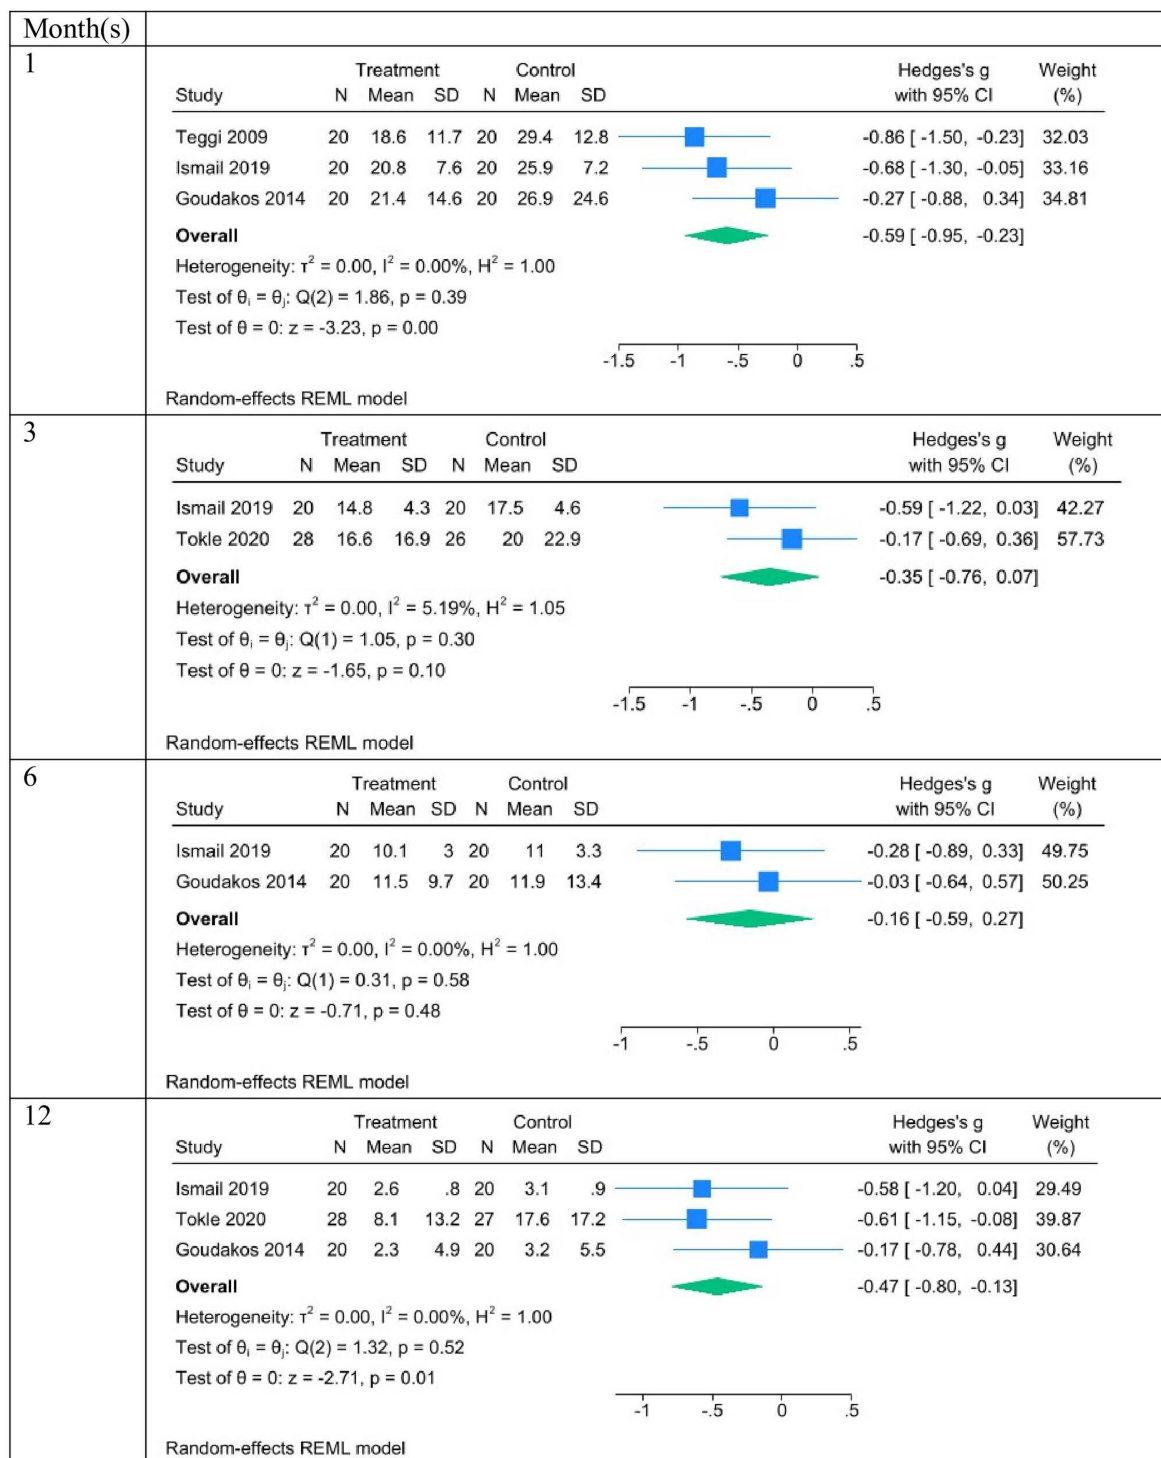 Month(s)
1
Treatment Control Hedges's g Weight
Study N Mean SD N Mean SD with 95% CI (%)
Teggi 2009 20 18.6 11.7 20 29.4 12.8 -0.86 [ -1.50, -0.23] 32.03
Ismail 2019 20 20.8 7.6 20 25.9 7.2 -0.68 [ -1.30, -0.05] 33.16
Goudakos 2014 20 21.4 14.6 20 26.9 24.6 -0.27 [ -0.88, 0.34] 34.81
Overall -0.59 [ -0.95, -0.23]
Heterogeneity: τ² = 0.00, I² = 0.00%, H² = 1.00
Test of θᵢ = θⱼ: Q(2) = 1.86, p = 0.39
Test of θ = 0: z = -3.23, p = 0.00
-1.5 -1 -.5 0 .5
Random-effects REML model
3
Treatment Control Hedges's g Weight
Study N Mean SD N Mean SD with 95% CI (%)
Ismail 2019 20 14.8 4.3 20 17.5 4.6 -0.59 [ -1.22, 0.03] 42.27
Tokle 2020 28 16.6 16.9 26 20 22.9 -0.17 [ -0.69, 0.36] 57.73
Overall -0.35 [ -0.76, 0.07]
Heterogeneity: τ² = 0.00, I² = 5.19%, H² = 1.05
Test of θᵢ = θⱼ: Q(1) = 1.05, p = 0.30
Test of θ = 0: z = -1.65, p = 0.10
-1.5 -1 -.5 0 .5
Random-effects REML model
6
Treatment Control Hedges's g Weight
Study N Mean SD N Mean SD with 95% CI (%)
Ismail 2019 20 10.1 3 20 11 3.3 -0.28 [ -0.89, 0.33] 49.75
Goudakos 2014 20 11.5 9.7 20 11.9 13.4 -0.03 [ -0.64, 0.57] 50.25
Overall -0.16 [ -0.59, 0.27]
Heterogeneity: τ² = 0.00, I² = 0.00%, H² = 1.00
Test of θᵢ = θⱼ: Q(1) = 0.31, p = 0.58
Test of θ = 0: z = -0.71, p = 0.48
-1 -.5 0 .5
Random-effects REML model
12
Treatment Control Hedges's g Weight
Study N Mean SD N Mean SD with 95% CI (%)
Ismail 2019 20 2.6 .8 20 3.1 .9 -0.58 [ -1.20, 0.04] 29.49
Tokle 2020 28 8.1 13.2 27 17.6 17.2 -0.61 [ -1.15, -0.08] 39.87
Goudakos 2014 20 2.3 4.9 20 3.2 5.5 -0.17 [ -0.78, 0.44] 30.64
Overall -0.47 [ -0.80, -0.13]
Heterogeneity: τ² = 0.00, I² = 0.00%, H² = 1.00
Test of θᵢ = θⱼ: Q(2) = 1.32, p = 0.52
Test of θ = 0: z = -2.71, p = 0.01
-1 -.5 0 .5
Random-effects REML model